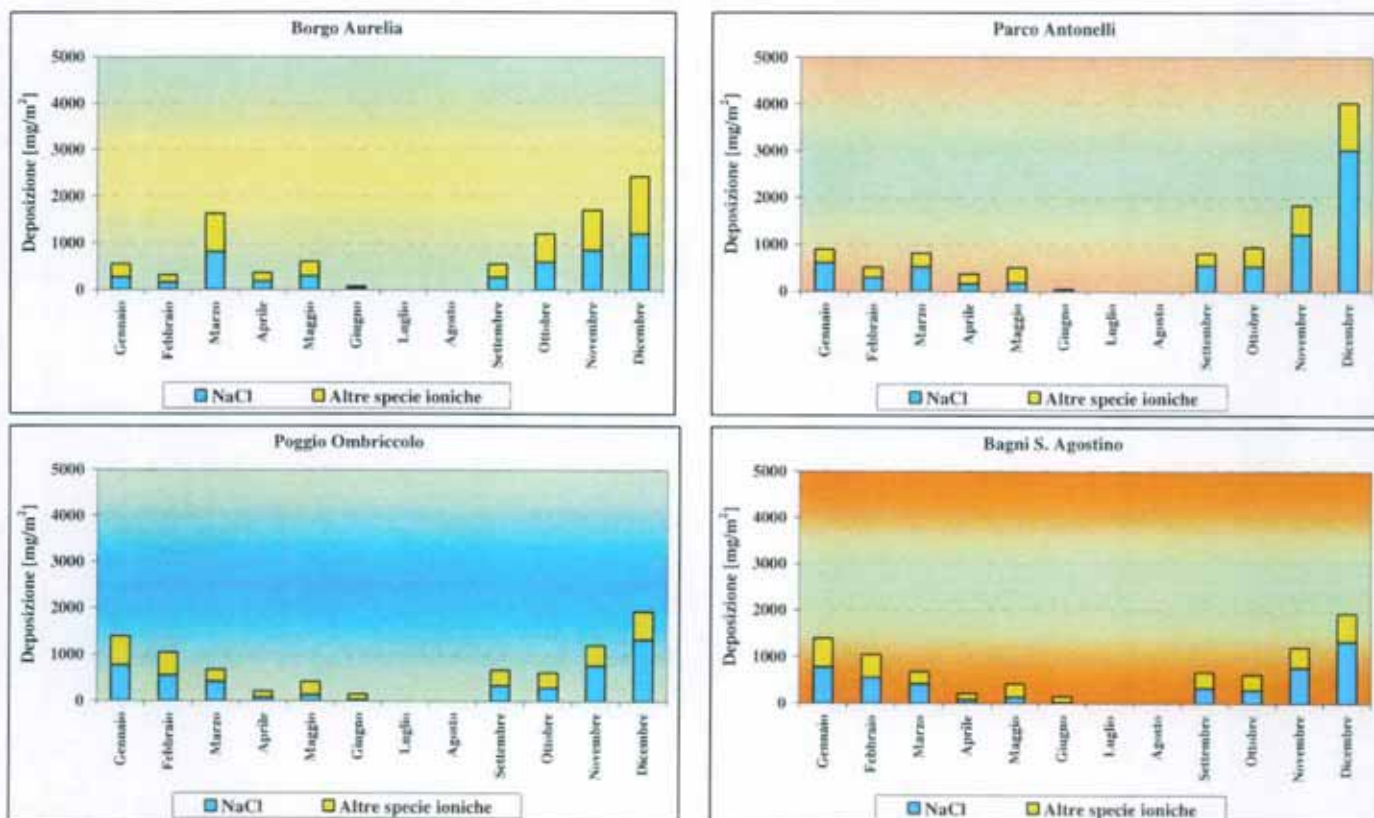 Borgo Aurelia
Deposizione [mg/m²]
5000
4000
3000
2000
1000
0
Gennaio
Febbraio
Marzo
Aprile
Maggio
Giugno
Luglio
Agosto
Settembre
Ottobre
Novembre
Dicembre
NaCl
Altre specie ioniche
Parco Antonelli
Deposizione [mg/m²]
5000
4000
3000
2000
1000
0
Gennaio
Febbraio
Marzo
Aprile
Maggio
Giugno
Luglio
Agosto
Settembre
Ottobre
Novembre
Dicembre
NaCl
Altre specie ioniche
Poggio Ombriccolo
Deposizione [mg/m²]
5000
4000
3000
2000
1000
0
Gennaio
Febbraio
Marzo
Aprile
Maggio
Giugno
Luglio
Agosto
Settembre
Ottobre
Novembre
Dicembre
NaCl
Altre specie ioniche
Bagni S. Agostino
Deposizione [mg/m²]
5000
4000
3000
2000
1000
0
Gennaio
Febbraio
Marzo
Aprile
Maggio
Giugno
Luglio
Agosto
Settembre
Ottobre
Novembre
Dicembre
NaCl
Altre specie ioniche